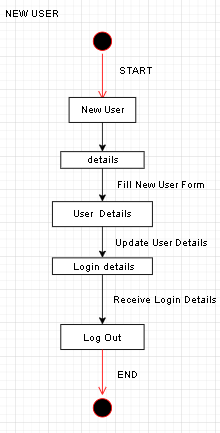 NEW USER
START
New User
details
Fill New User Form
User Details
Update User Details
Login details
Receive Login Details
Log Out
END